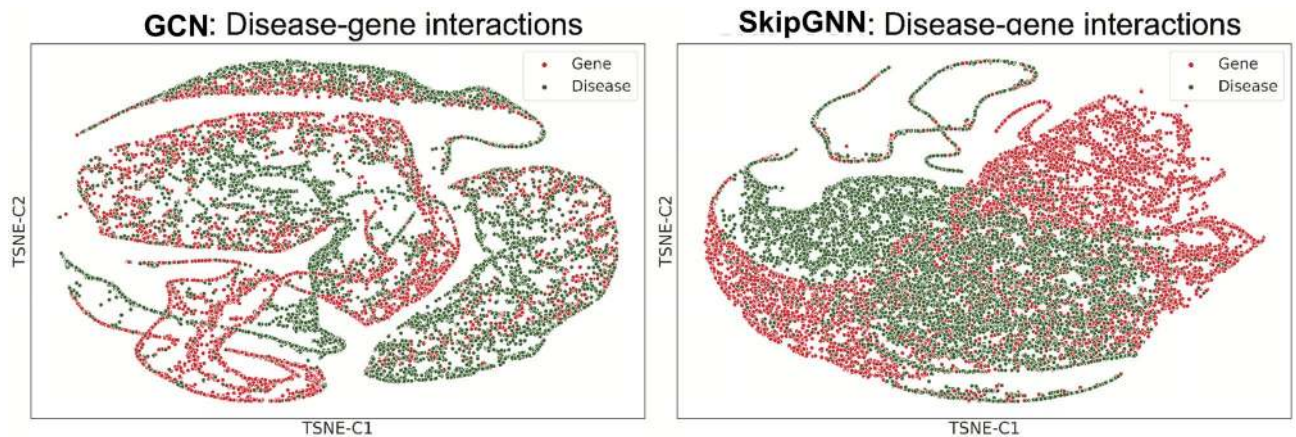 GCN: Disease-gene interactions
Gene
Disease
TSNE-C2
TSNE-C1
SkipGNN: Disease-gene interactions
Gene
Disease
TSNE-C2
TSNE-C1